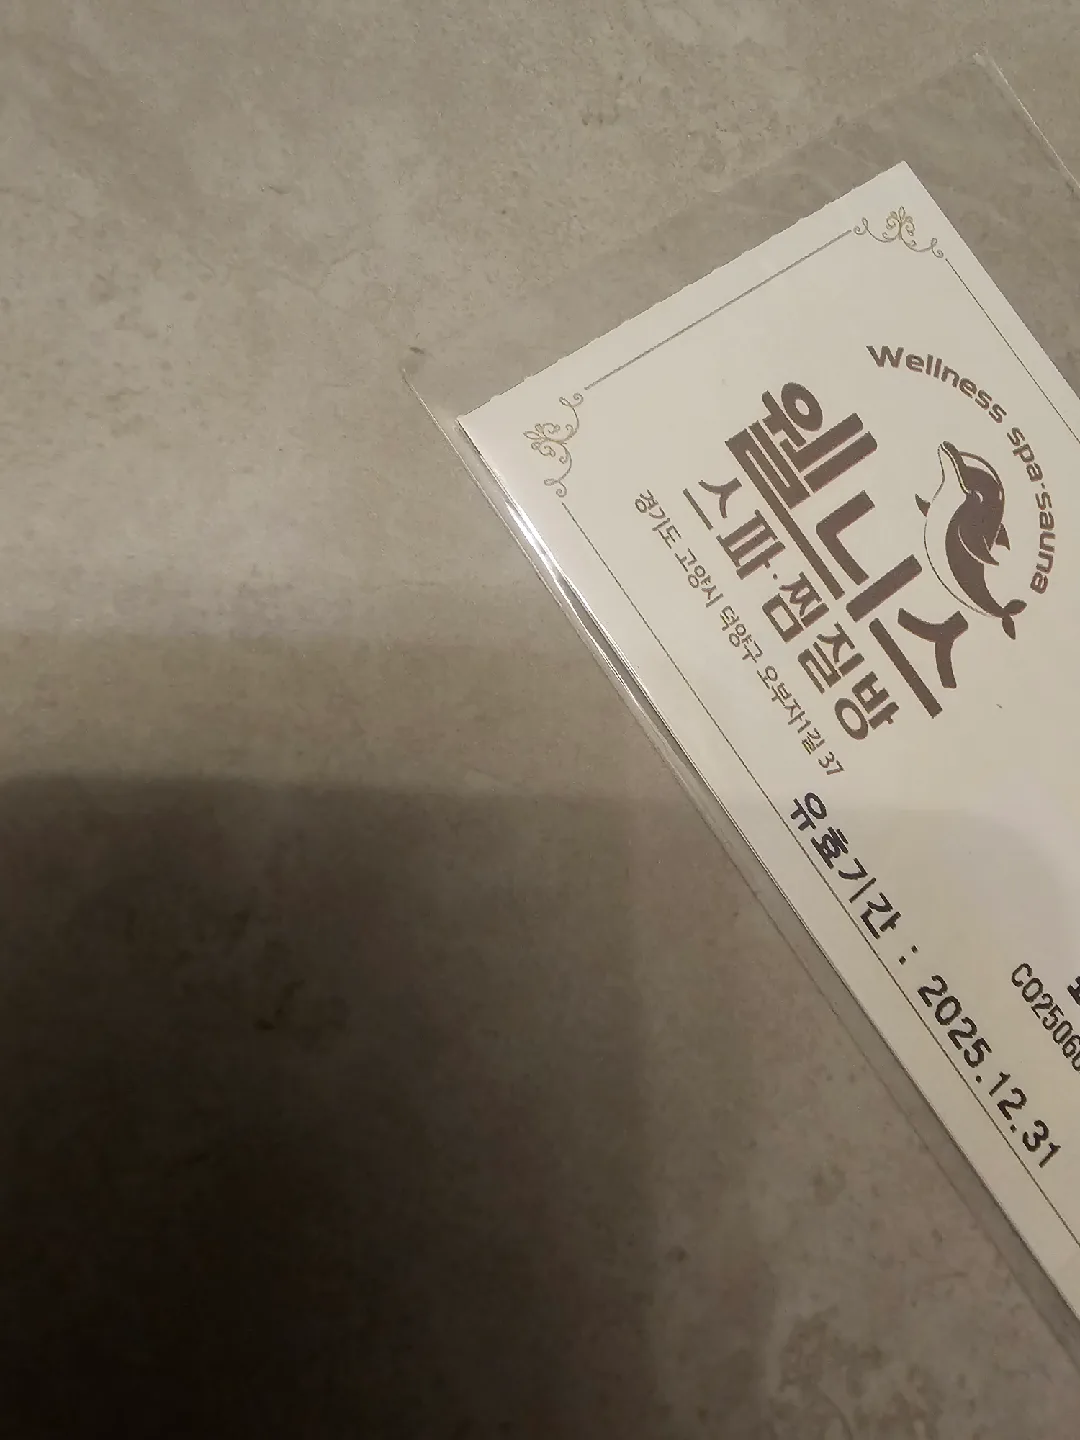 Wellness spa·sauna
웰니스
스파·찜질방
경기도 고양시 덕양구 오부자1길 37
유효기간 : 2025.12.31
C025060